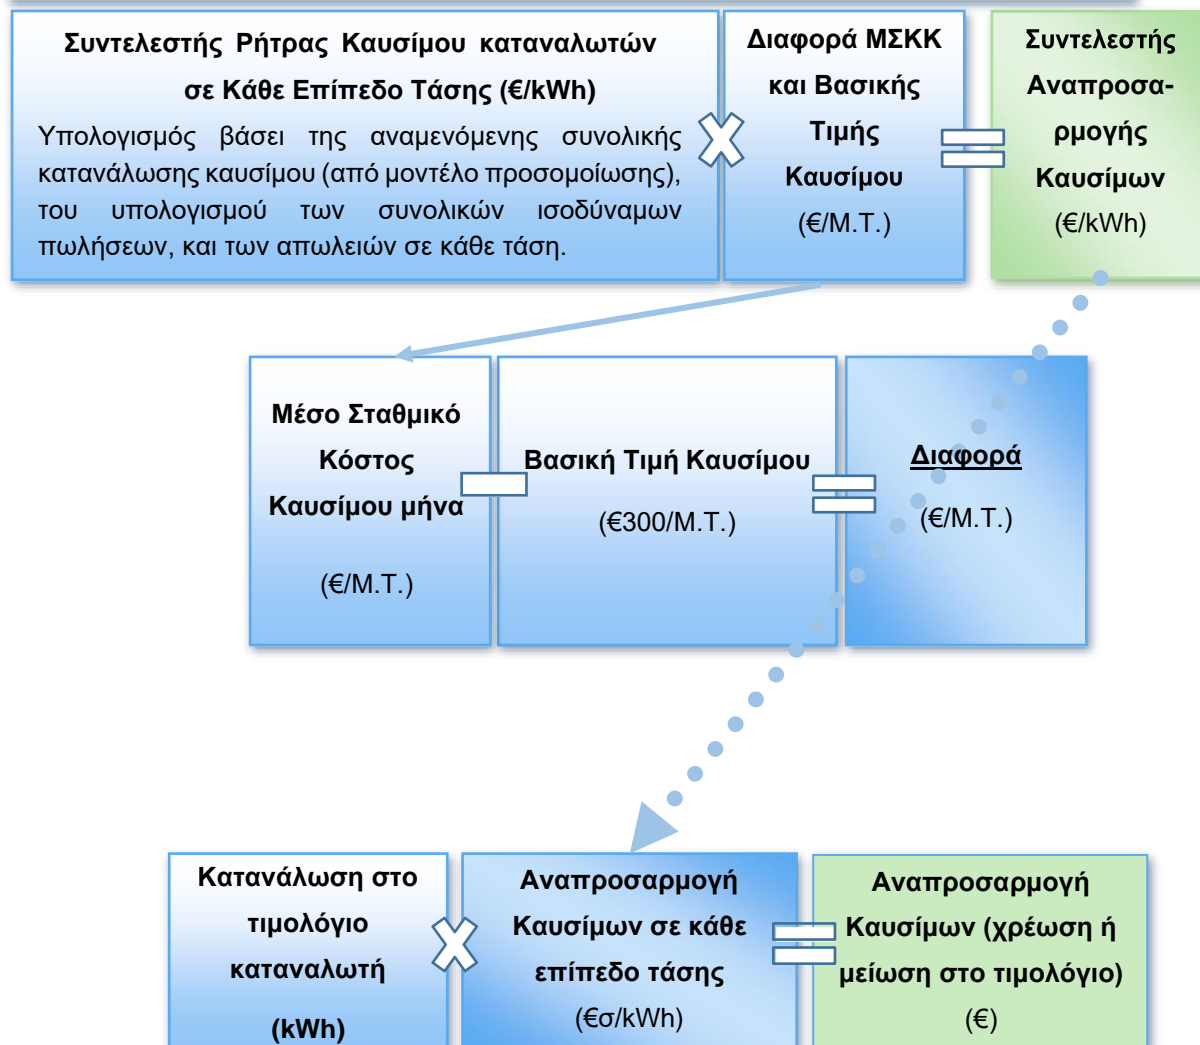 Συντελεστής Ρήτρας Καυσίμου καταναλωτών
σε Κάθε Επίπεδο Τάσης (€/kWh)
Υπολογισμός βάσει της αναμενόμενης συνολικής
κατανάλωσης καυσίμου (από μοντέλο προσομοίωσης),
του υπολογισμού των συνολικών ισοδύναμων
πωλήσεων, και των απωλειών σε κάθε τάση.
Διαφορά ΜΣΚΚ
και Βασικής
Τιμής
Καυσίμου
(€/M.T.)
Συντελεστής
Αναπροσα-
ρμογής
Καυσίμων
(€/kWh)
Μέσο Σταθμικό
Κόστος
Καυσίμου μήνα
(€/M.T.)
Βασική Τιμή Καυσίμου
(€300/M.T.)
Διαφορά
(€/M.T.)
Κατανάλωση στο
τιμολόγιο
καταναλωτή
(kWh)
Αναπροσαρμογή
Καυσίμων σε κάθε
επίπεδο τάσης
(€σ/kWh)
Αναπροσαρμογή
Καυσίμων (χρέωση ή
μείωση στο τιμολόγιο)
(€)